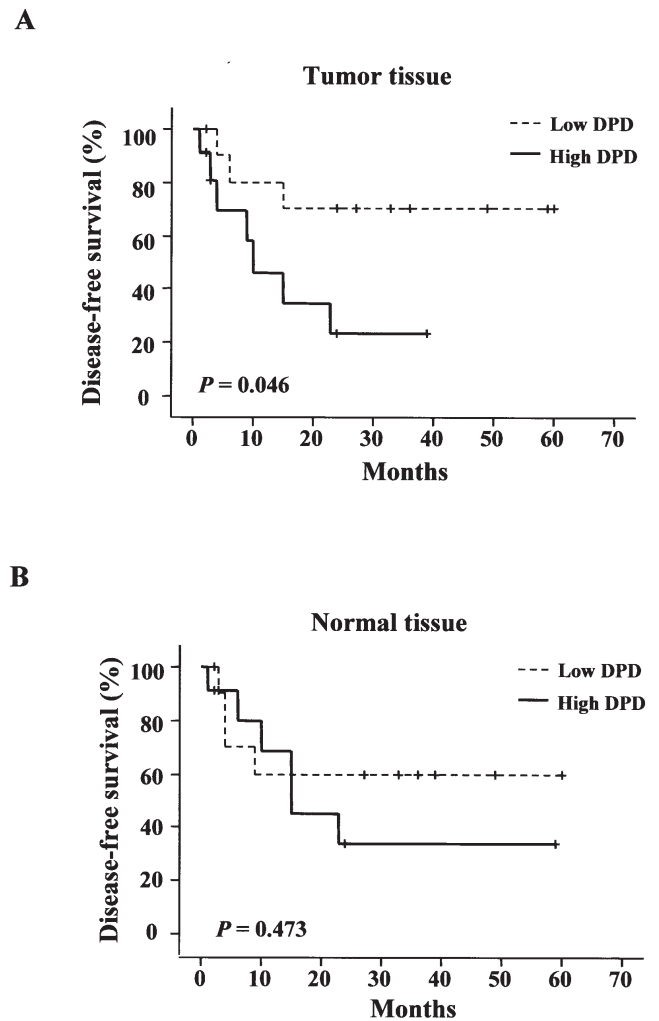 A
Tumor tissue
Low DPD
High DPD
Disease-free survival (%)
100
80
60
40
20
0
P = 0.046
0 10 20 30 40 50 60 70
Months
B
Normal tissue
Low DPD
High DPD
Disease-free survival (%)
100
80
60
40
20
0
P = 0.473
0 10 20 30 40 50 60 70
Months